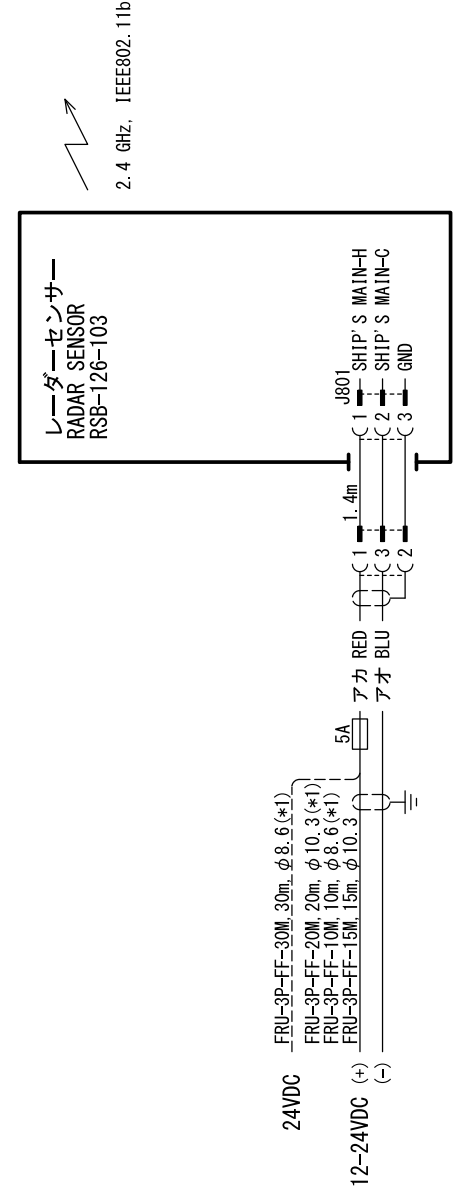 2.4 GHz, IEEE802.11b
レーダーセンサー
RADAR SENSOR
RSB-126-103
J801
1 SHIP'S MAIN-H
2 SHIP'S MAIN-C
3 GND
1.4m
1
3
2
アカ RED
アオ BLU
5A
FRU-3P-FF-30M, 30m, φ8.6(*1)
FRU-3P-FF-20M, 20m, φ10.3(*1)
FRU-3P-FF-10M, 10m, φ8.6(*1)
FRU-3P-FF-15M, 15m, φ10.3
24VDC
12-24VDC (+)
(-)